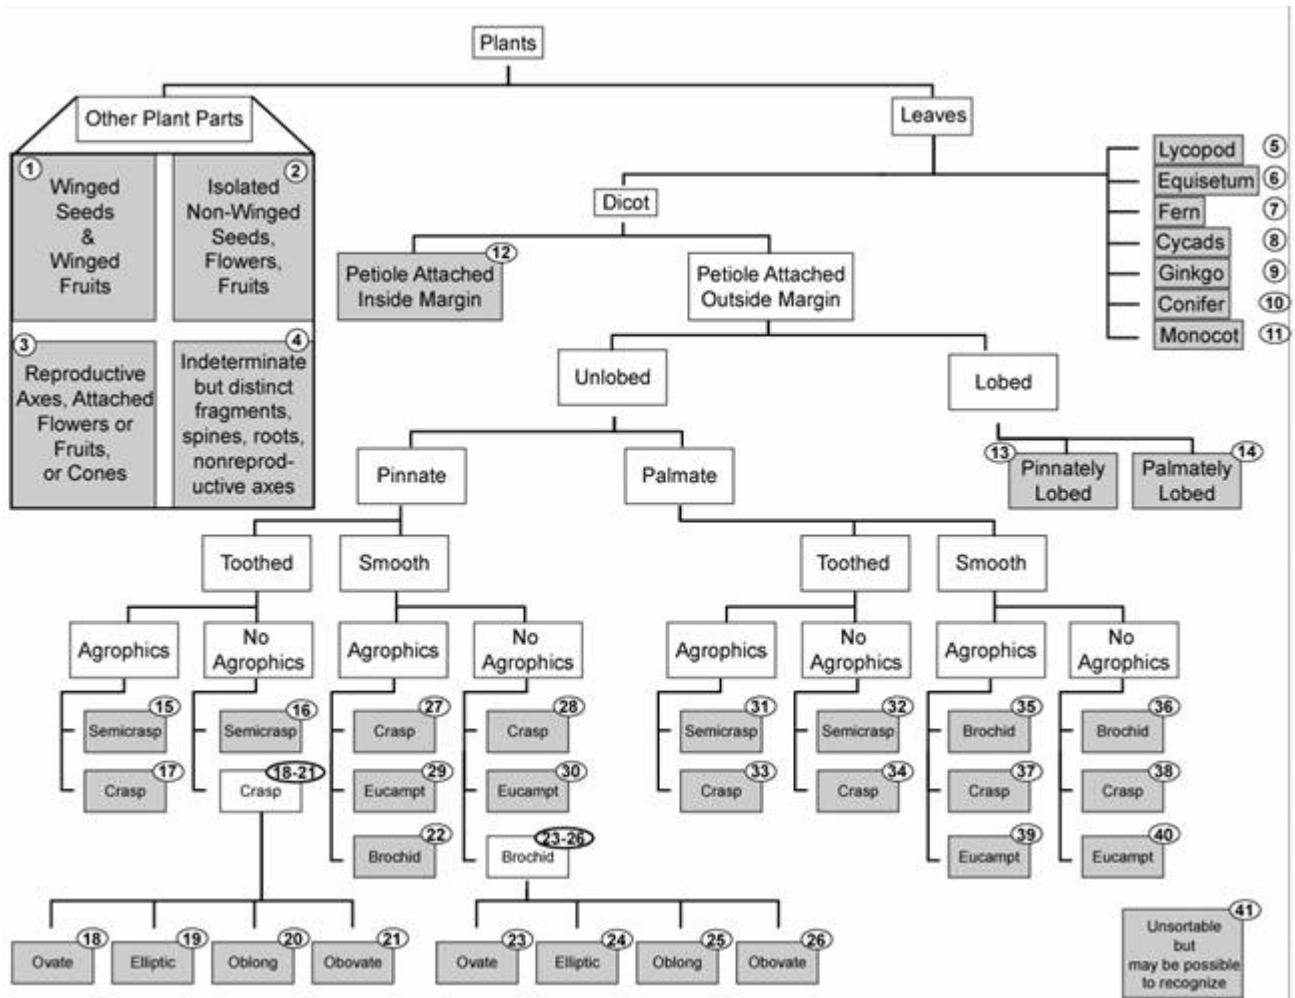 Plants
Other Plant Parts
Leaves
1
Winged
Seeds
&
Winged
Fruits
2
Isolated
Non-Winged
Seeds,
Flowers,
Fruits
3
Reproductive
Axes, Attached
Flowers or
Fruits,
or Cones
4
Indeterminate
but distinct
fragments,
spines, roots,
nonreprod-
uctive axes
Lycopod 5
Equisetum 6
Fern 7
Cycads 8
Ginkgo 9
Conifer 10
Monocot 11
Dicot
12
Petiole Attached
Inside Margin
Petiole Attached
Outside Margin
Unlobed
Lobed
13
Pinnately
Lobed
14
Palmately
Lobed
Pinnate
Palmate
Toothed
Smooth
Toothed
Smooth
Agrophics
No
Agrophics
Agrophics
No
Agrophics
Agrophics
No
Agrophics
Agrophics
No
Agrophics
15
Semicrasp
16
Semicrasp
27
Crasp
28
Crasp
31
Semicrasp
32
Semicrasp
35
Brochid
36
Brochid
17
Crasp
18-21
Crasp
29
Eucampt
30
Eucampt
33
Crasp
34
Crasp
37
Crasp
38
Crasp
22
Brochid
23-26
Brochid
39
Eucampt
40
Eucampt
18
Ovate
19
Elliptic
20
Oblong
21
Obovate
23
Ovate
24
Elliptic
25
Oblong
26
Obovate
41
Unsortable
but
may be possible
to recognize